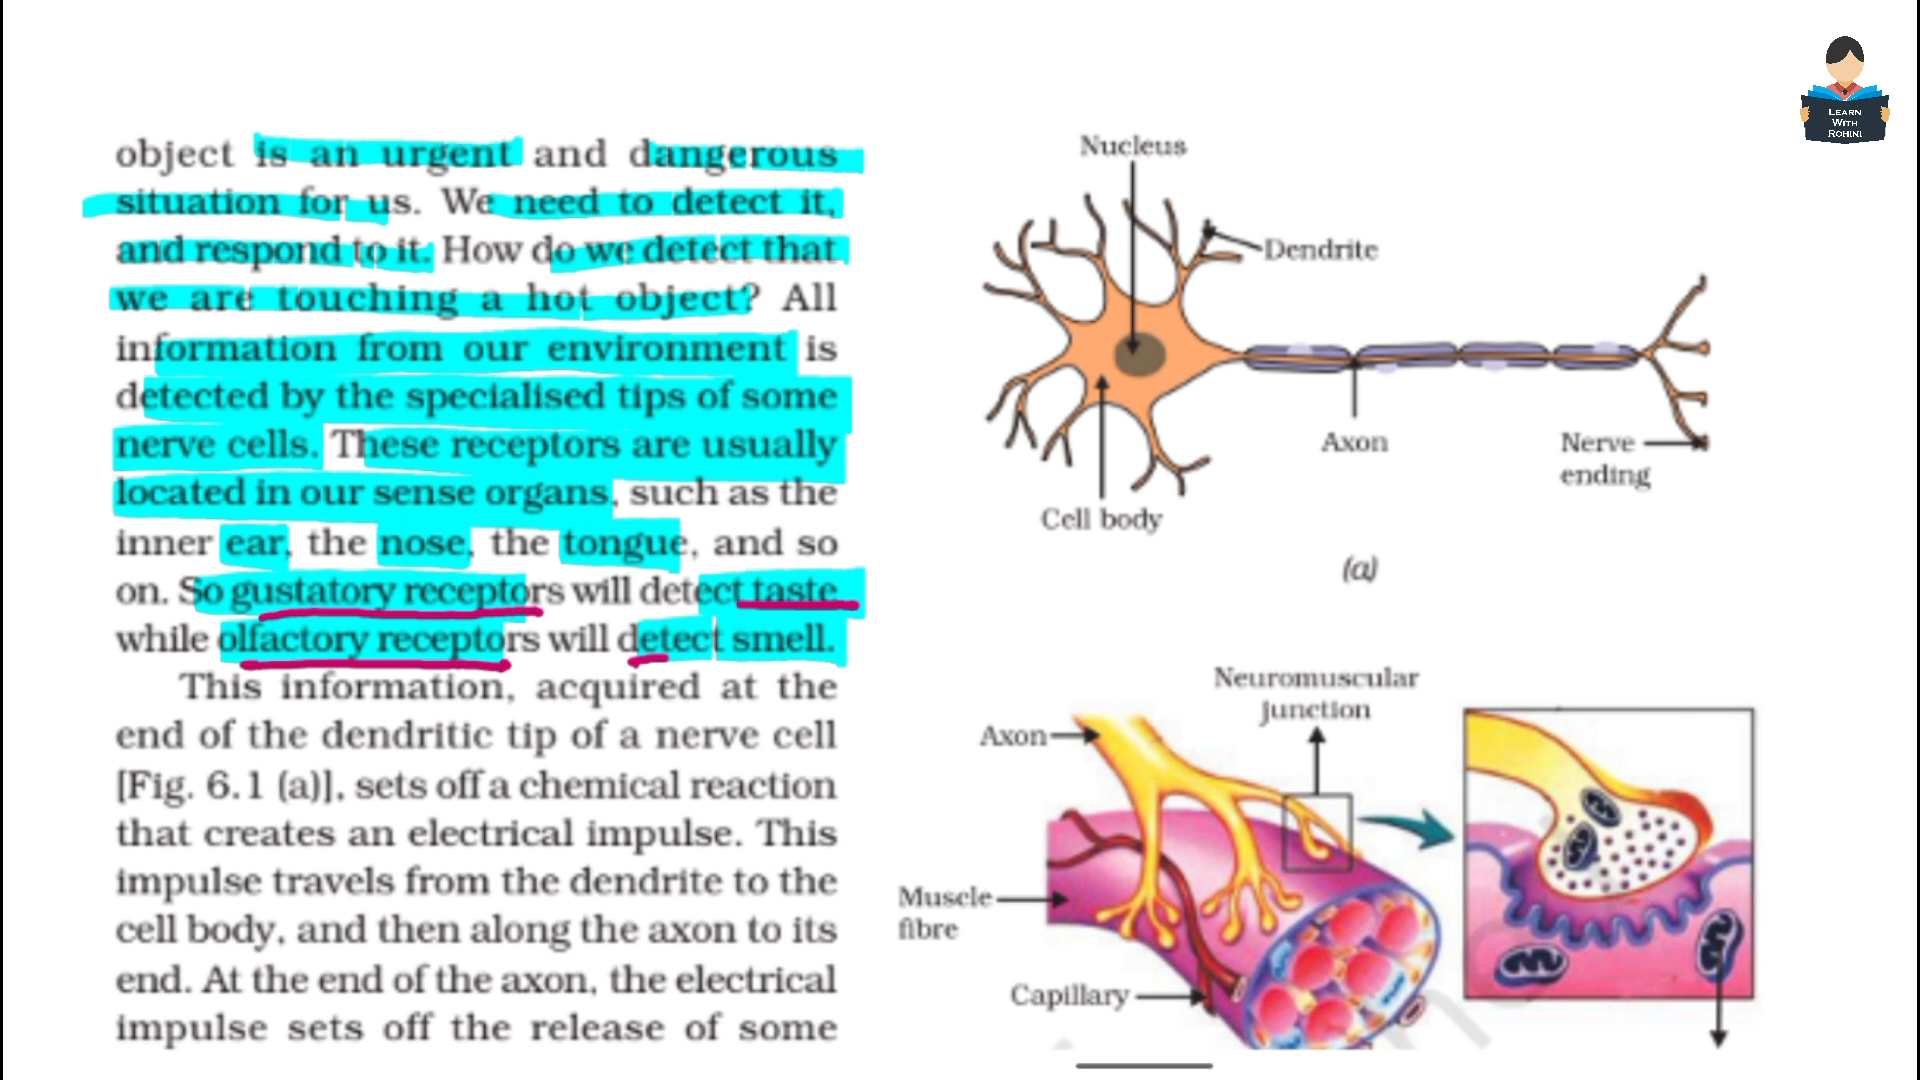 object is an urgent and dangerous
situation for us. We need to detect it,
and respond to it. How do we detect that
we are touching a hot object? All
information from our environment is
detected by the specialised tips of some
nerve cells. These receptors are usually
located in our sense organs, such as the
inner ear, the nose, the tongue, and so
on. So gustatory receptors will detect taste
while olfactory receptors will detect smell.
This information, acquired at the
end of the dendritic tip of a nerve cell
[Fig. 6.1 (a)], sets off a chemical reaction
that creates an electrical impulse. This
impulse travels from the dendrite to the
cell body, and then along the axon to its
end. At the end of the axon, the electrical
impulse sets off the release of some
Nucleus
Dendrite
Axon
Nerve
ending
Cell body
(a)
Neuromuscular
junction
Axon
Muscle
fibre
Capillary
LEARN
WITH
ROHINI